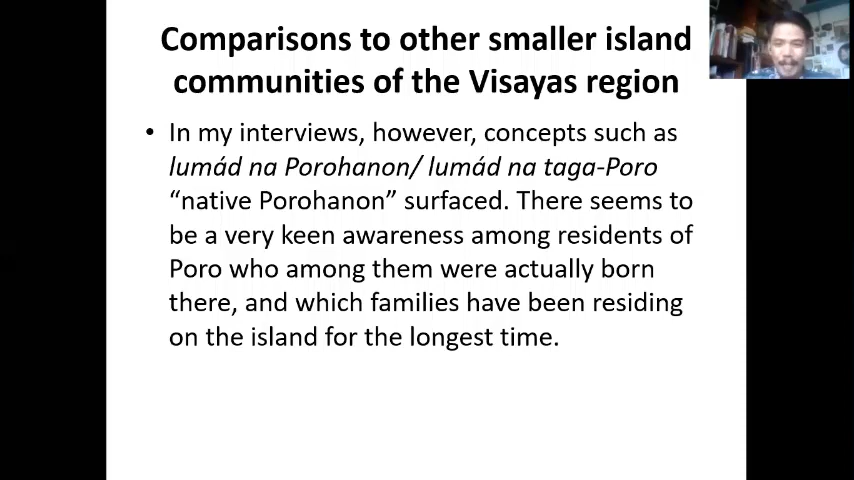 Comparisons to other smaller island
communities of the Visayas region
• In my interviews, however, concepts such as
lumád na Porohanon/ lumád na taga-Poro
“native Porohanon” surfaced. There seems to
be a very keen awareness among residents of
Poro who among them were actually born
there, and which families have been residing
on the island for the longest time.